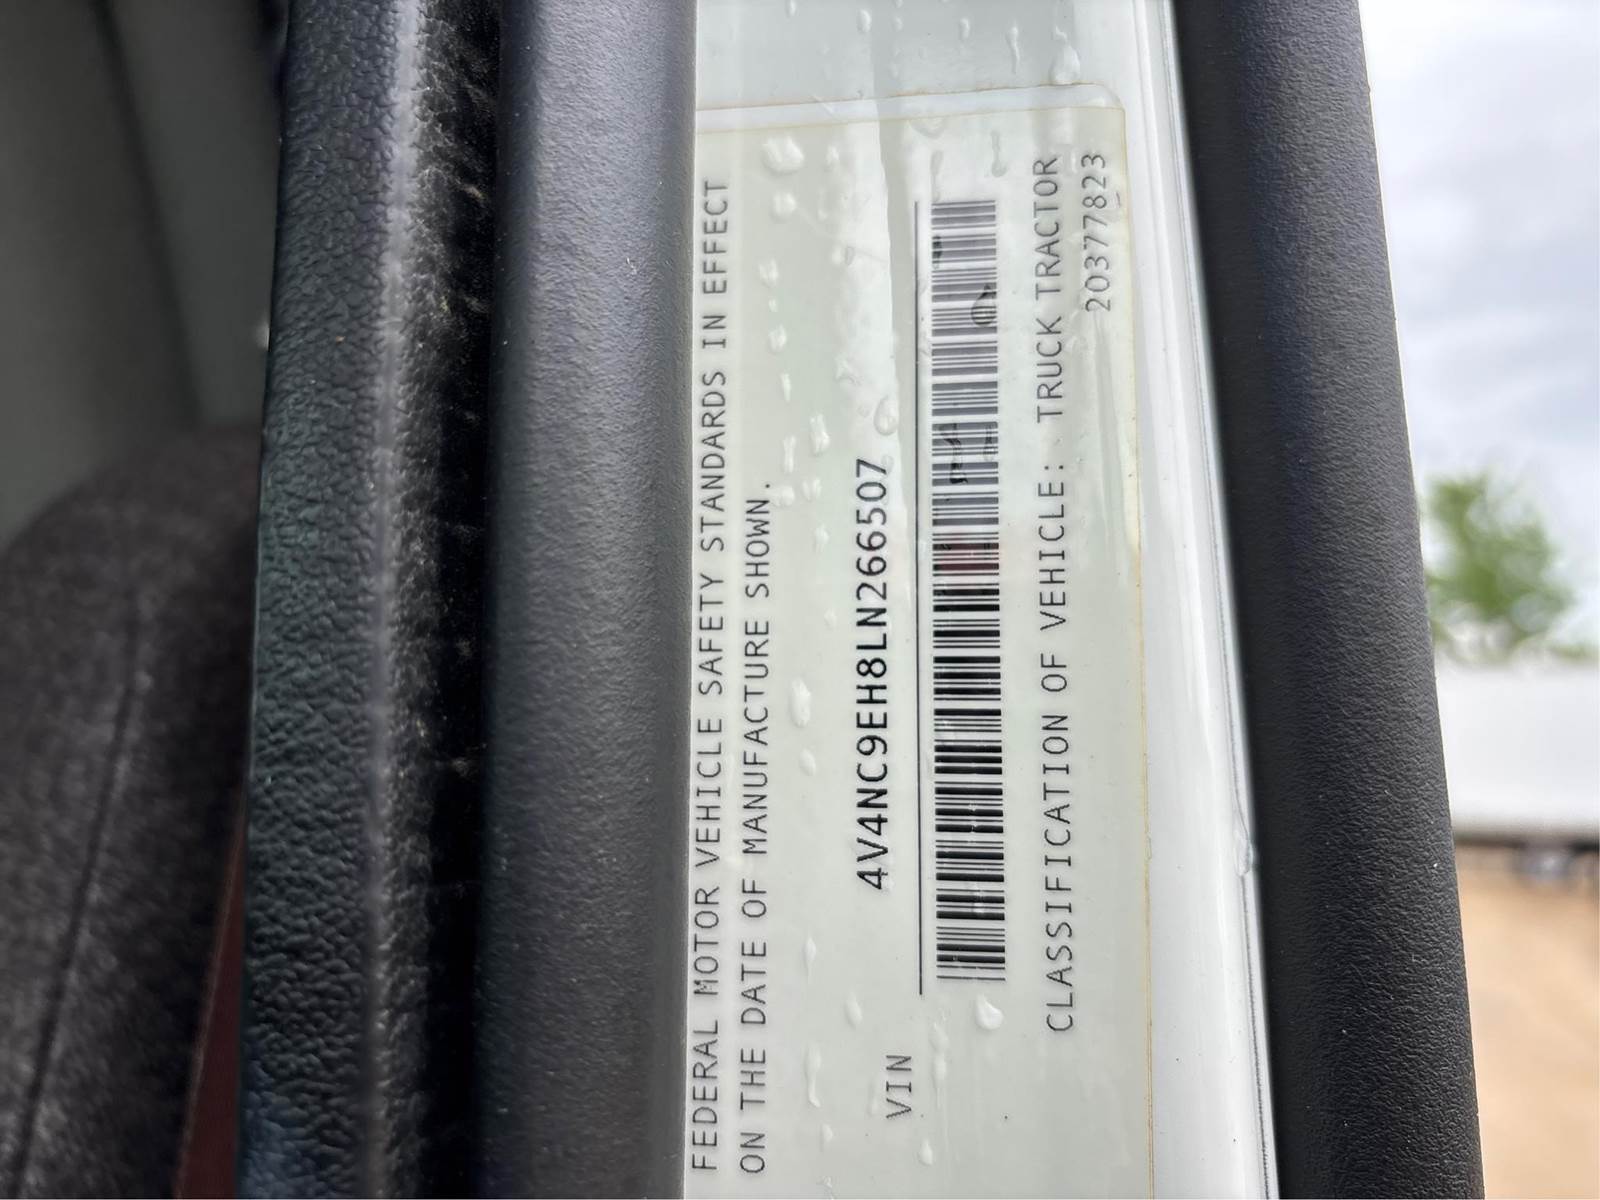 FEDERAL MOTOR VEHICLE SAFETY STANDARDS IN EFFECT
ON THE DATE OF MANUFACTURE SHOWN.
VIN 4V4NC9EH8LN266507
CLASSIFICATION OF VEHICLE: TRUCK TRACTOR
20377823